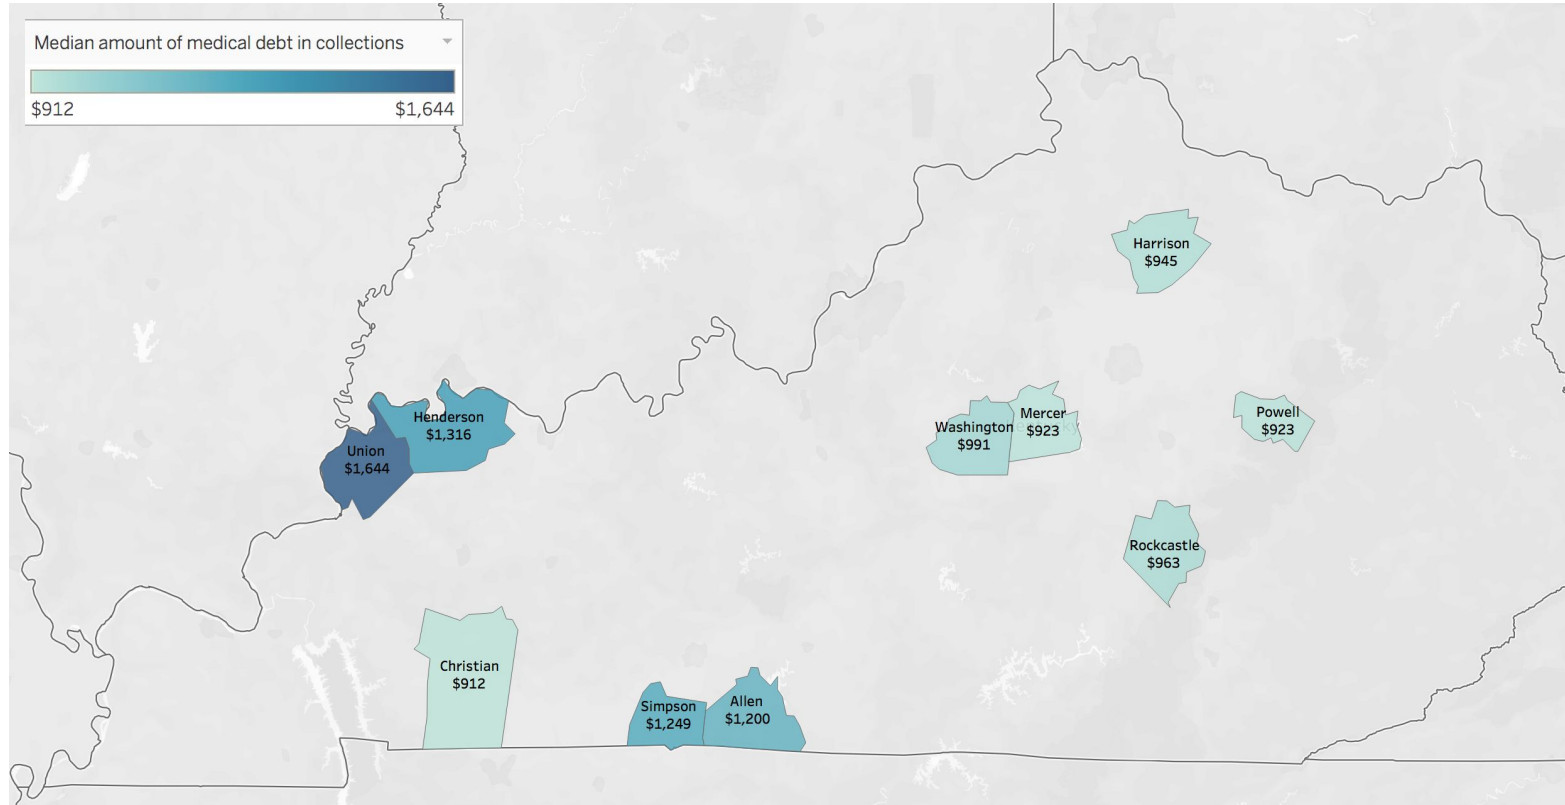 Median amount of medical debt in collections
$912 $1,644
Harrison
$945
Henderson
$1,316
Union
$1,644
Washington
$991
Mercer
$923
Powell
$923
Rockcastle
$963
Christian
$912
Simpson
$1,249
Allen
$1,200